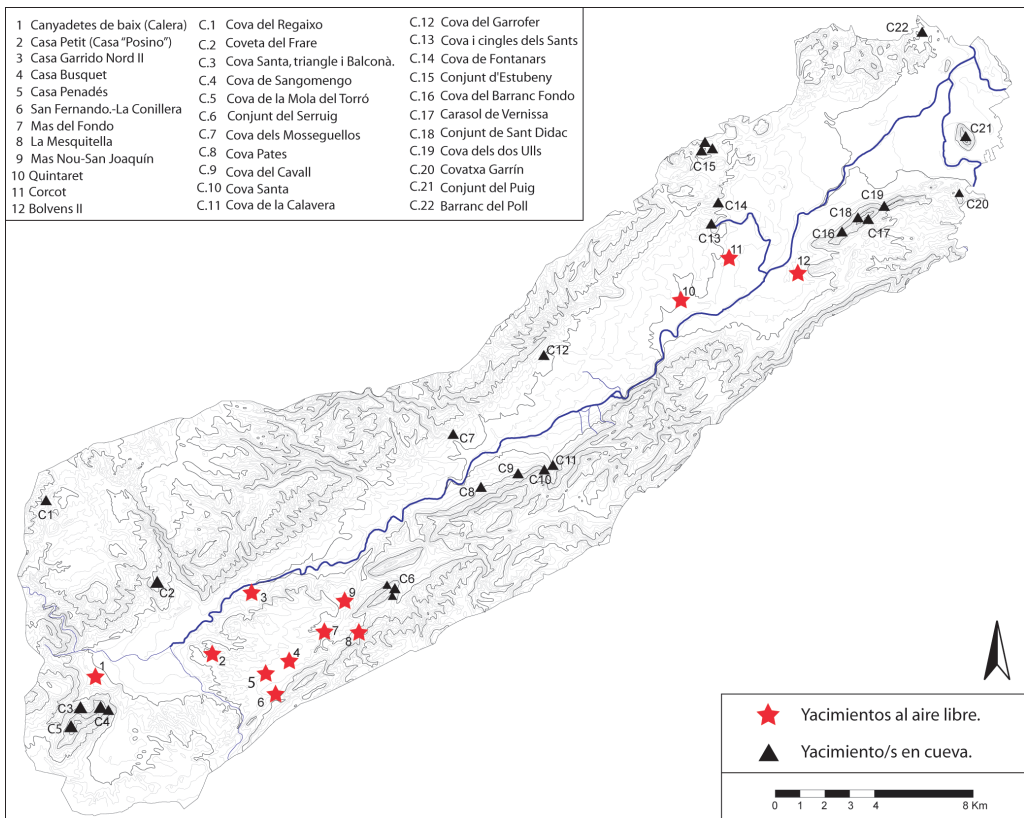 1 Canyadetes de baix (Calera)
2 Casa Petit (Casa "Posino")
3 Casa Garrido Nord II
4 Casa Busquet
5 Casa Penadés
6 San Fernando.-La Conillera
7 Mas del Fondo
8 La Mesquitella
9 Mas Nou-San Joaquín
10 Quintaret
11 Corcot
12 Bolvens II
C.1 Cova del Regaixo
C.2 Coveta del Frare
C.3 Cova Santa, triangle i Balconà.
C.4 Cova de Sangomengo
C.5 Cova de la Mola del Torró
C.6 Conjunt del Serruig
C.7 Cova dels Mosseguellos
C.8 Cova Pates
C.9 Cova del Cavall
C.10 Cova Santa
C.11 Cova de la Calavera
C.12 Cova del Garrofer
C.13 Cova i cingles dels Sants
C.14 Cova de Fontanars
C.15 Conjunt d'Estubeny
C.16 Cova del Barranc Fondo
C.17 Carasol de Vernissa
C.18 Conjunt de Sant Didac
C.19 Cova dels dos Ulls
C.20 Covatxa Garrín
C.21 Conjunt del Puig
C.22 Barranc del Poll
C22
C21
C15
C20
C14
C19
C18
C17
C16
C13
11
12
10
C12
C7
C11
C9
C10
C8
C1
C2
C6
3
9
7
8
2
4
5
6
1
C3
C4
C5
Yacimientos al aire libre.
Yacimiento/s en cueva.
0 1 2 3 4 8 Km